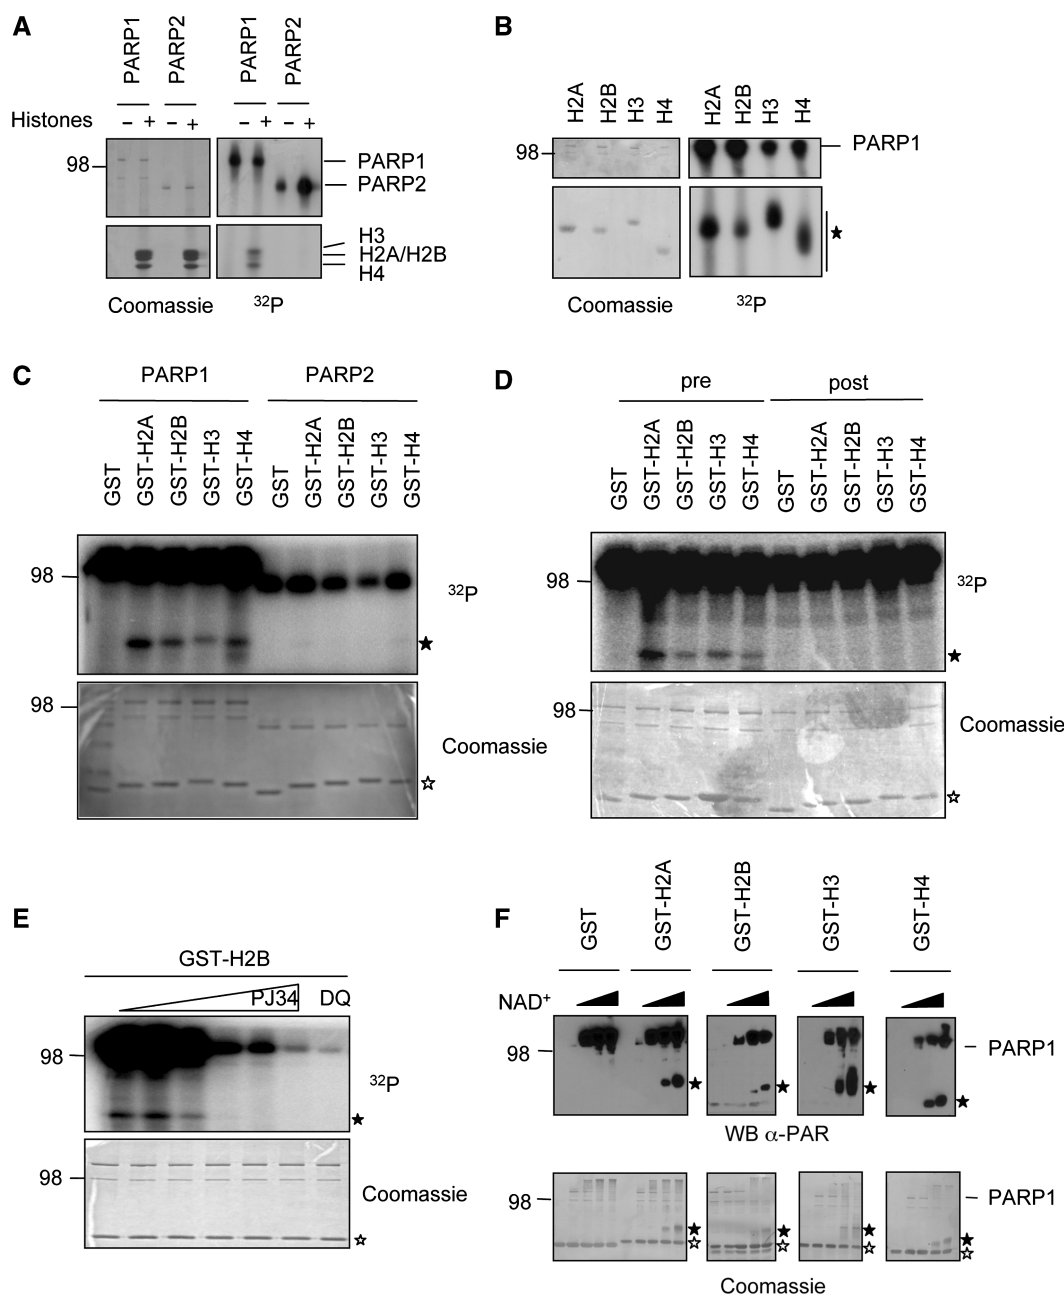 A
PARP1
PARP2
PARP1
PARP2
Histones
– + – +
– + – +
98
PARP1
PARP2
H3
H2A/H2B
H4
Coomassie
32P
B
H2A
H2B
H3
H4
H2A
H2B
H3
H4
98
PARP1
★
Coomassie
32P
C
PARP1
PARP2
GST
GST-H2A
GST-H2B
GST-H3
GST-H4
GST
GST-H2A
GST-H2B
GST-H3
GST-H4
98
32P
★
98
Coomassie
☆
D
pre
post
GST
GST-H2A
GST-H2B
GST-H3
GST-H4
GST
GST-H2A
GST-H2B
GST-H3
GST-H4
98
32P
★
98
Coomassie
☆
E
GST-H2B
PJ34
DQ
98
32P
★
98
Coomassie
☆
F
GST
GST-H2A
GST-H2B
GST-H3
GST-H4
NAD+
98
PARP1
★ ★ ★ ★
WB α-PAR
98
PARP1
★ ★ ★ ★
☆ ☆ ☆ ☆
Coomassie